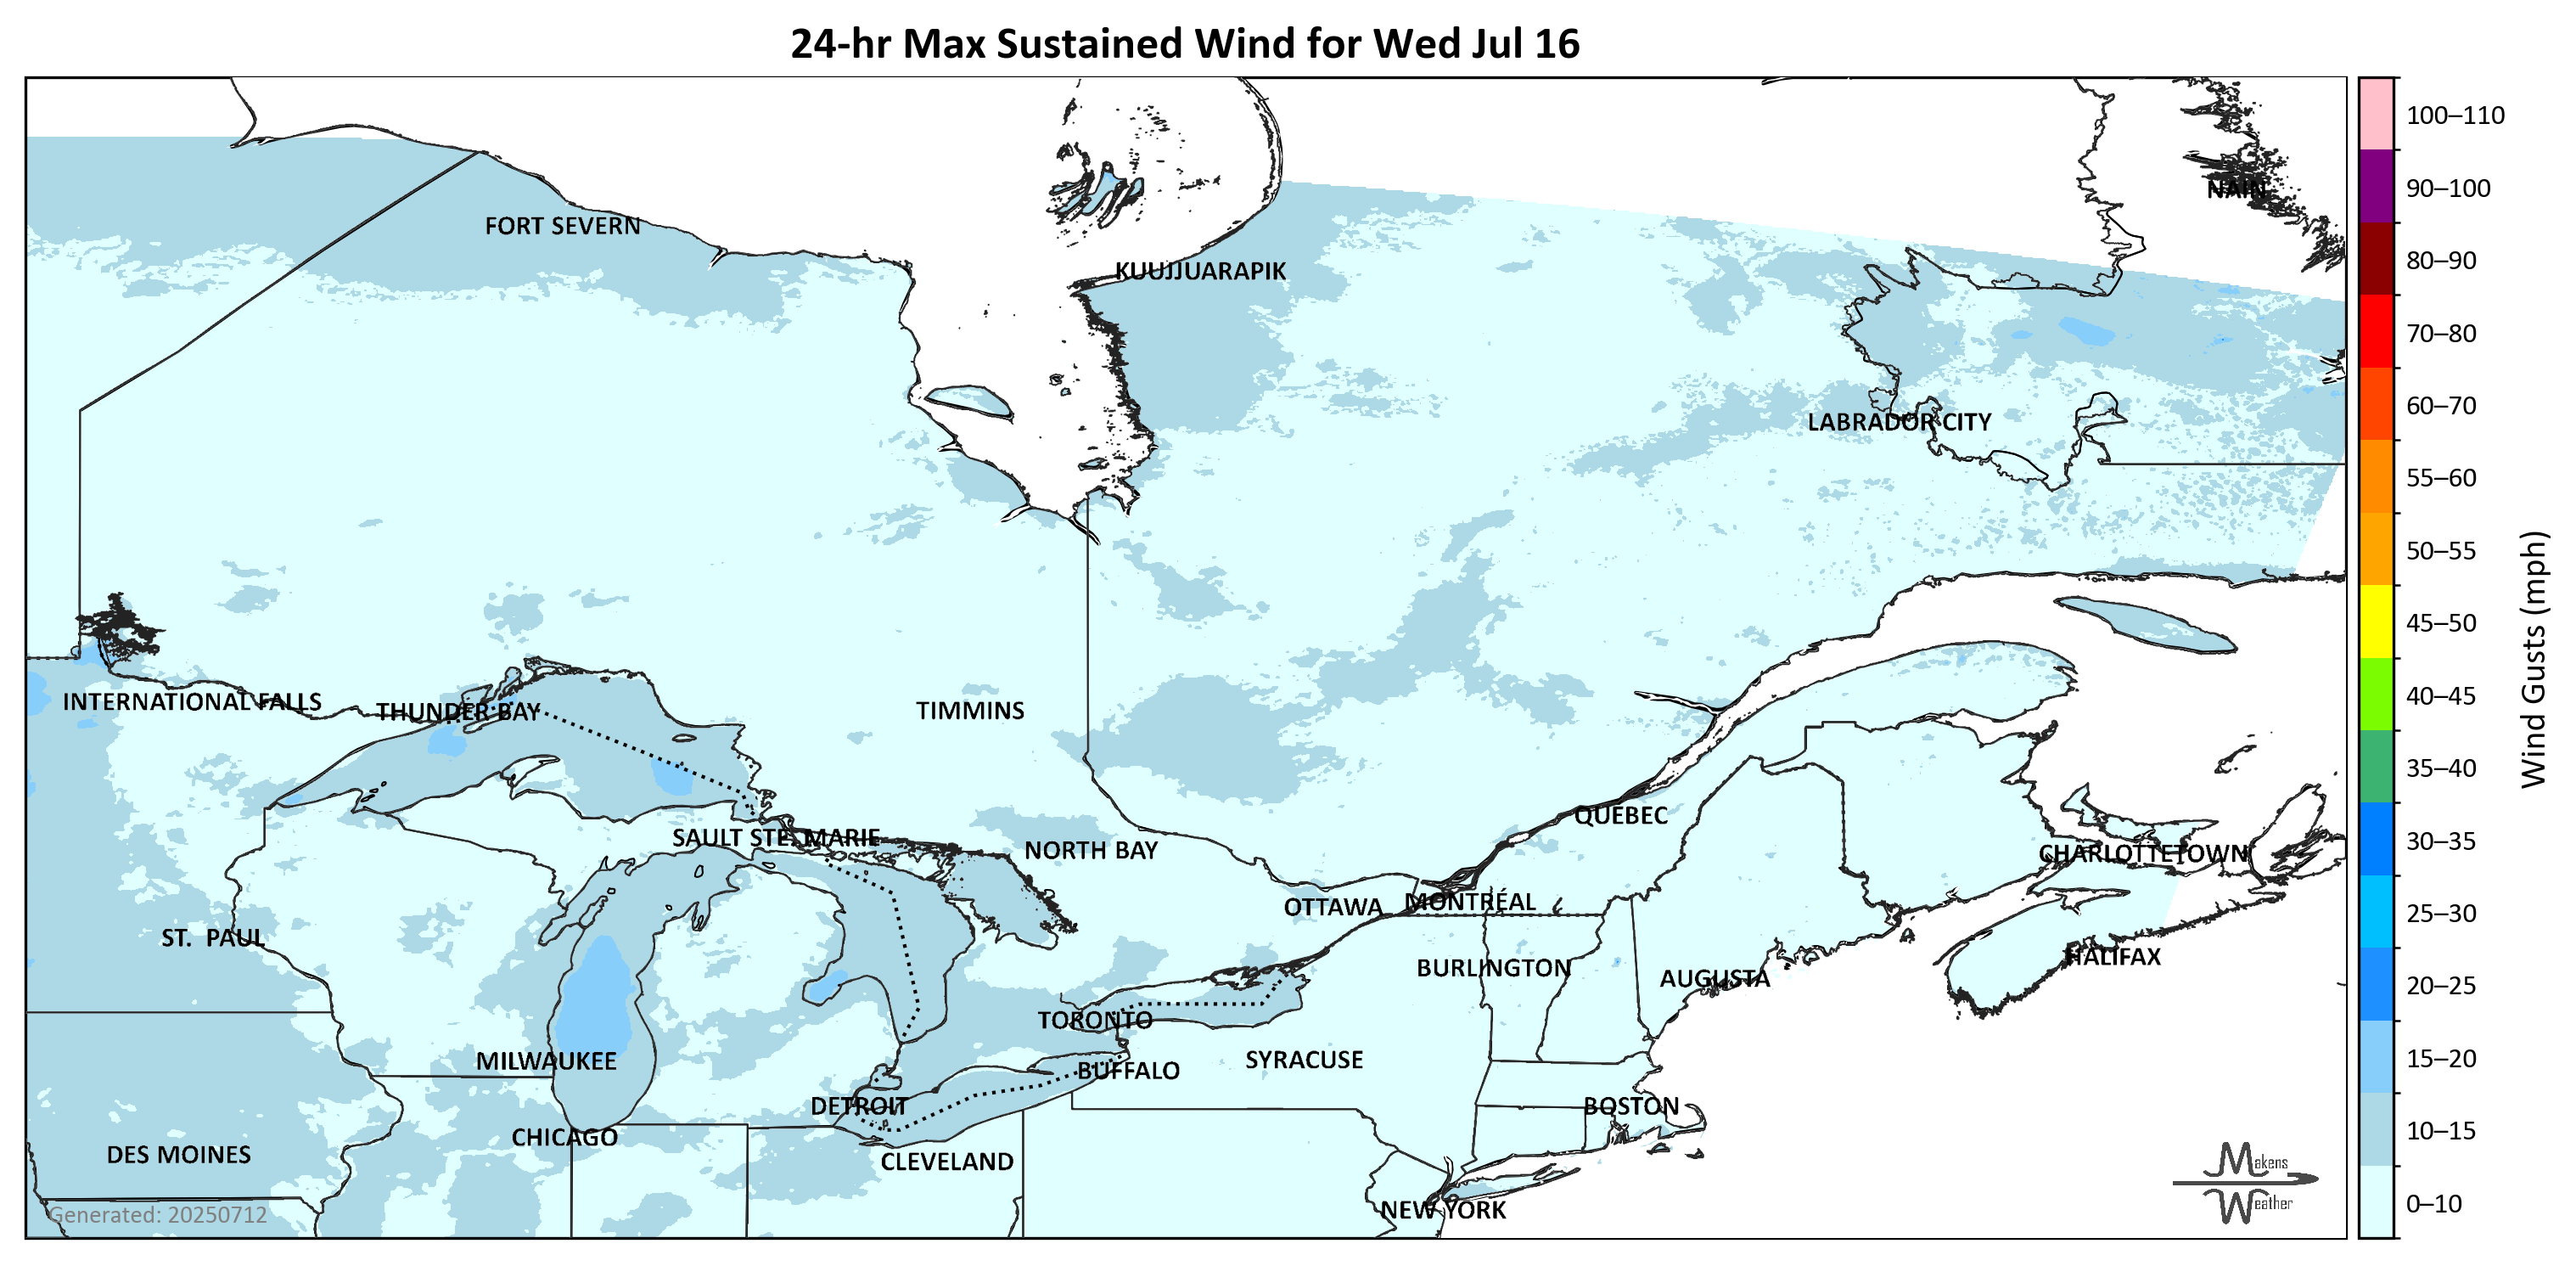 24-hr Max Sustained Wind for Wed Jul 16
100–110
90–100
NAIN
FORT SEVERN
80–90
KUUJJUARAPIK
70–80
60–70
LABRADOR CITY
55–60
50–55
45–50
Wind Gusts (mph)
40–45
INTERNATIONAL FALLS
THUNDER BAY
TIMMINS
35–40
QUEBEC
30–35
SAULT STE. MARIE
NORTH BAY
CHARLOTTETOWN
MONTRÉAL
OTTAWA
25–30
ST. PAUL
HALIFAX
BURLINGTON
AUGUSTA
20–25
TORONTO
MILWAUKEE
SYRACUSE
15–20
BUFFALO
DETROIT
BOSTON
10–15
CHICAGO
DES MOINES
CLEVELAND
Makens
Weather
0–10
NEW YORK
Generated: 20250712